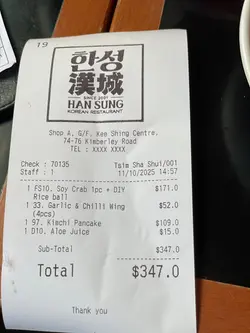 19
한성
漢城
SINCE 2001
HAN SUNG
KOREAN RESTAURANT
Shop A, G/F. Xee Shing Centre.
74-76 Kimberley Road
TEL : XXXX XXXX
Check : 70135 Tsim Sha Shui/001
Staff : 1 11/10/2025 14:57
1 FS10. Soy Crab 1pc + DIY $171.0
Rice ball
1 33. Garlic & Chilli Wing $52.0
(4pcs)
1 97. Kimchi Pancake $109.0
1 D10. Aloe Juice $15.0
Sub-Total $347.0
Total $347.0
Thank you